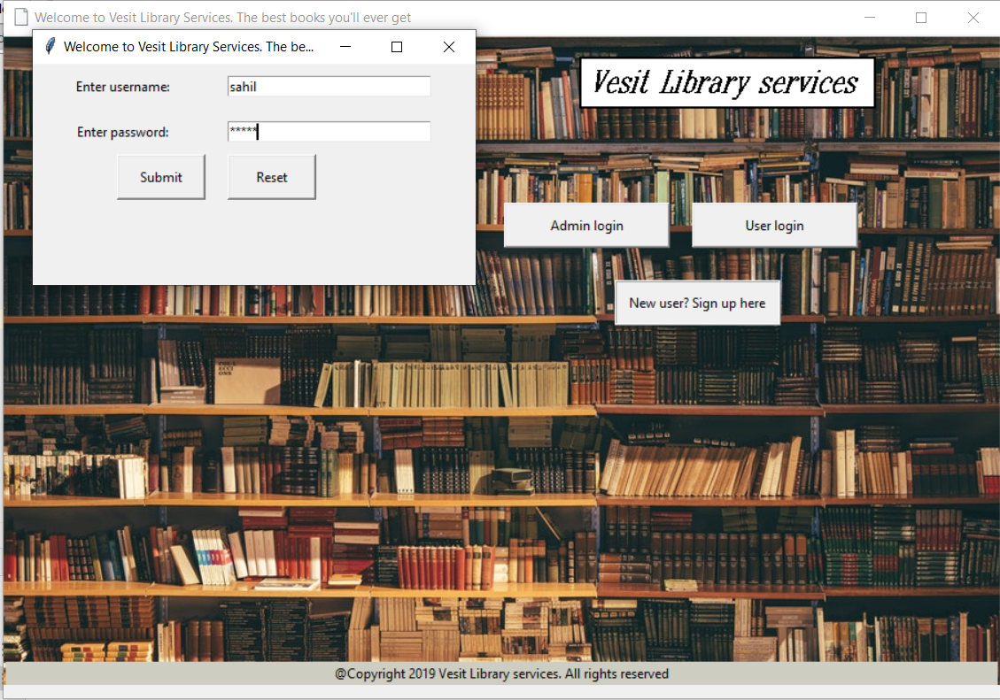 Welcome to Vesit Library Services. The best books you'll ever get
Welcome to Vesit Library Services. The be...
Enter username:
sahil
Enter password:
*****
Submit
Reset
Vesit Library services
Admin login
User login
New user? Sign up here
@Copyright 2019 Vesit Library services. All rights reserved